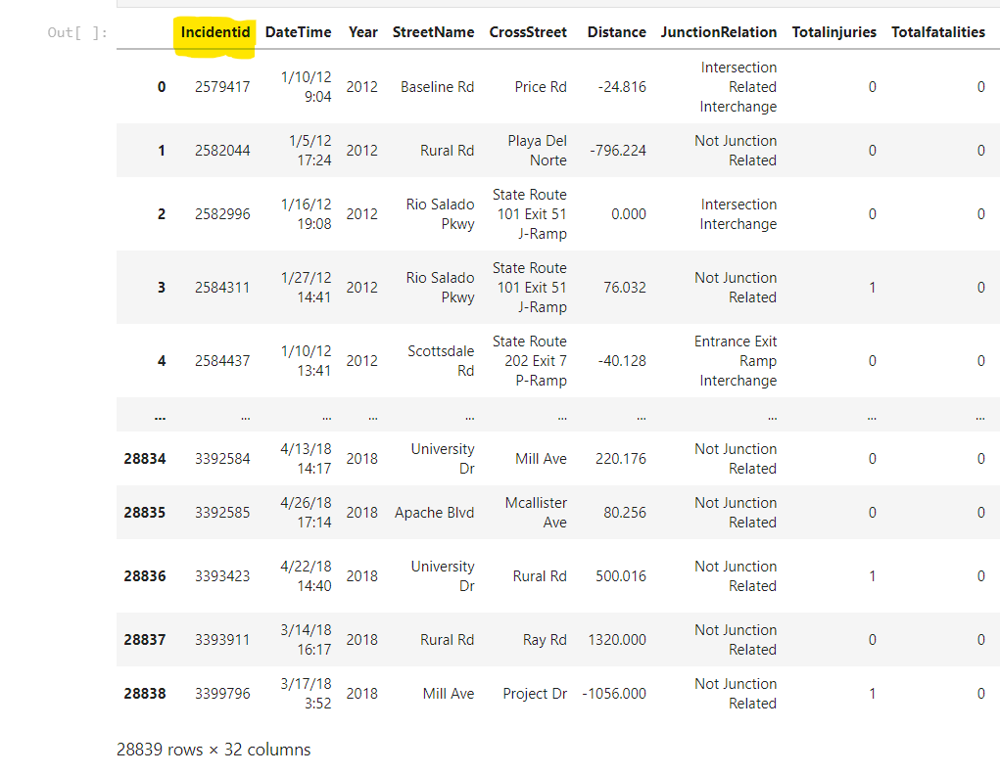 Out[ ]:
Incidentid DateTime Year StreetName CrossStreet Distance JunctionRelation Totalinjuries Totalfatalities
0 2579417 1/10/12 9:04 2012 Baseline Rd Price Rd -24.816 Intersection Related Interchange 0 0
1 2582044 1/5/12 17:24 2012 Rural Rd Playa Del Norte -796.224 Not Junction Related 0 0
2 2582996 1/16/12 19:08 2012 Rio Salado Pkwy State Route 101 Exit 51 J-Ramp 0.000 Intersection Interchange 0 0
3 2584311 1/27/12 14:41 2012 Rio Salado Pkwy State Route 101 Exit 51 J-Ramp 76.032 Not Junction Related 1 0
4 2584437 1/10/12 13:41 2012 Scottsdale Rd State Route 202 Exit 7 P-Ramp -40.128 Entrance Exit Ramp Interchange 0 0
... ... ... ... ... ... ... ... ... ...
28834 3392584 4/13/18 14:17 2018 University Dr Mill Ave 220.176 Not Junction Related 0 0
28835 3392585 4/26/18 17:14 2018 Apache Blvd Mcallister Ave 80.256 Not Junction Related 0 0
28836 3393423 4/22/18 14:40 2018 University Dr Rural Rd 500.016 Not Junction Related 1 0
28837 3393911 3/14/18 16:17 2018 Rural Rd Ray Rd 1320.000 Not Junction Related 0 0
28838 3399796 3/17/18 3:52 2018 Mill Ave Project Dr -1056.000 Not Junction Related 1 0
28839 rows × 32 columns